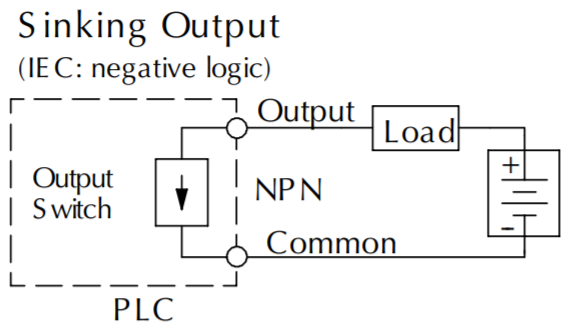 Sinking Output
(IEC: negative logic)
Output
Load
+
Output
Switch
NPN
-
Common
PLC